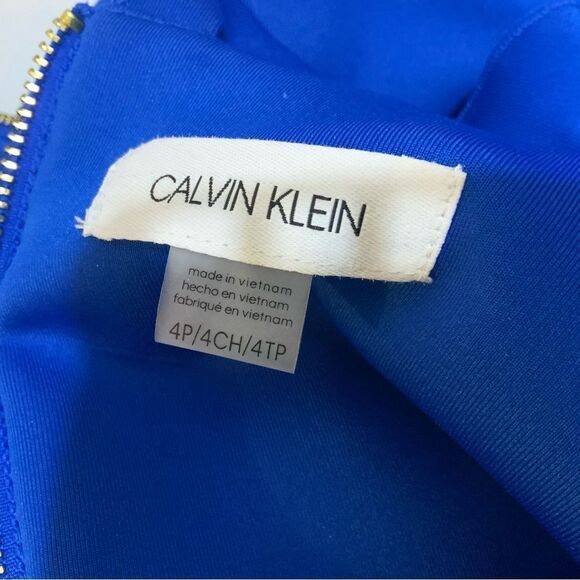 CALVIN KLEIN
made in vietnam
hecho en vietnam
fabriqué en vietnam
4P/4CH/4TP